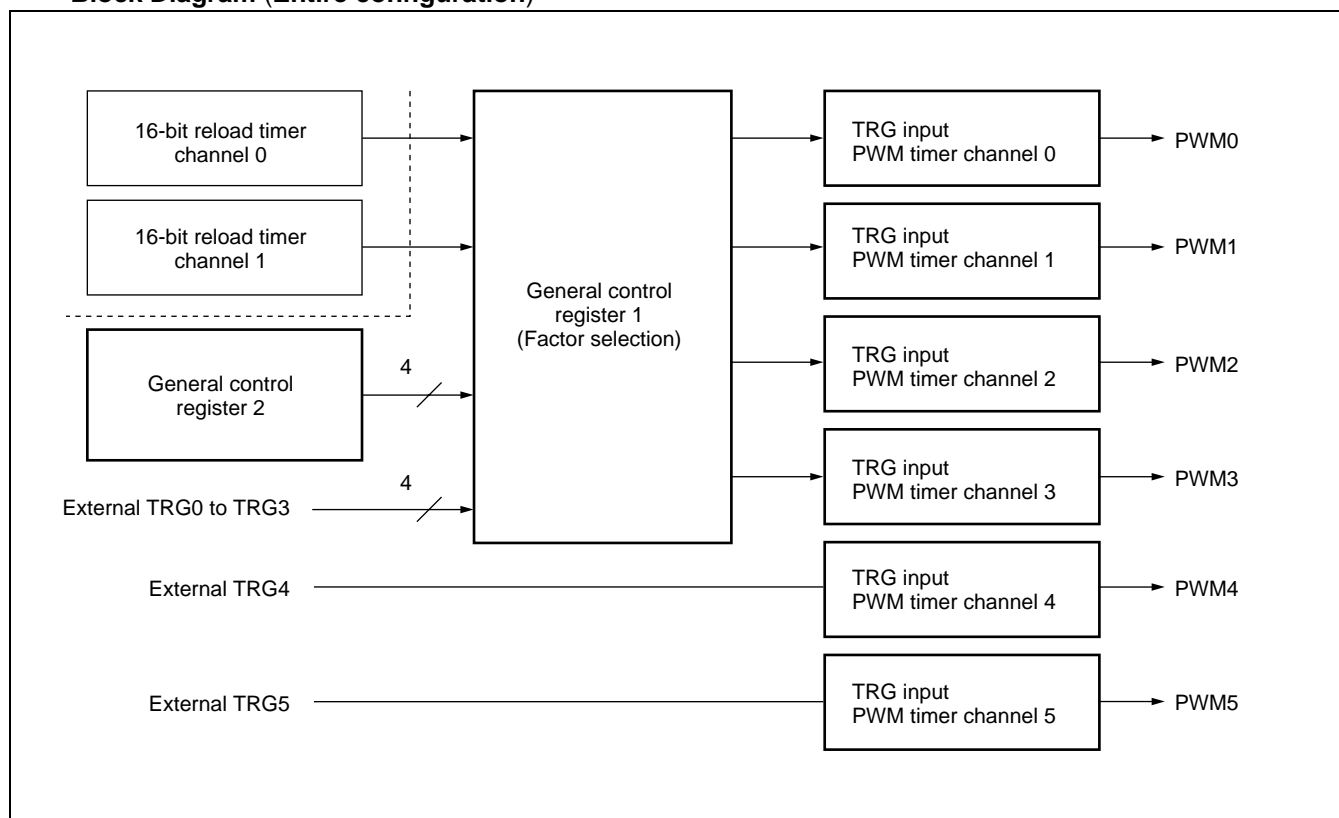 Block Diagram (Entire configuration)
16-bit reload timer
channel 0
16-bit reload timer
channel 1
General control
register 2
4
External TRG0 to TRG3
4
External TRG4
External TRG5
General control
register 1
(Factor selection)
TRG input
PWM timer channel 0
PWM0
TRG input
PWM timer channel 1
PWM1
TRG input
PWM timer channel 2
PWM2
TRG input
PWM timer channel 3
PWM3
TRG input
PWM timer channel 4
PWM4
TRG input
PWM timer channel 5
PWM5